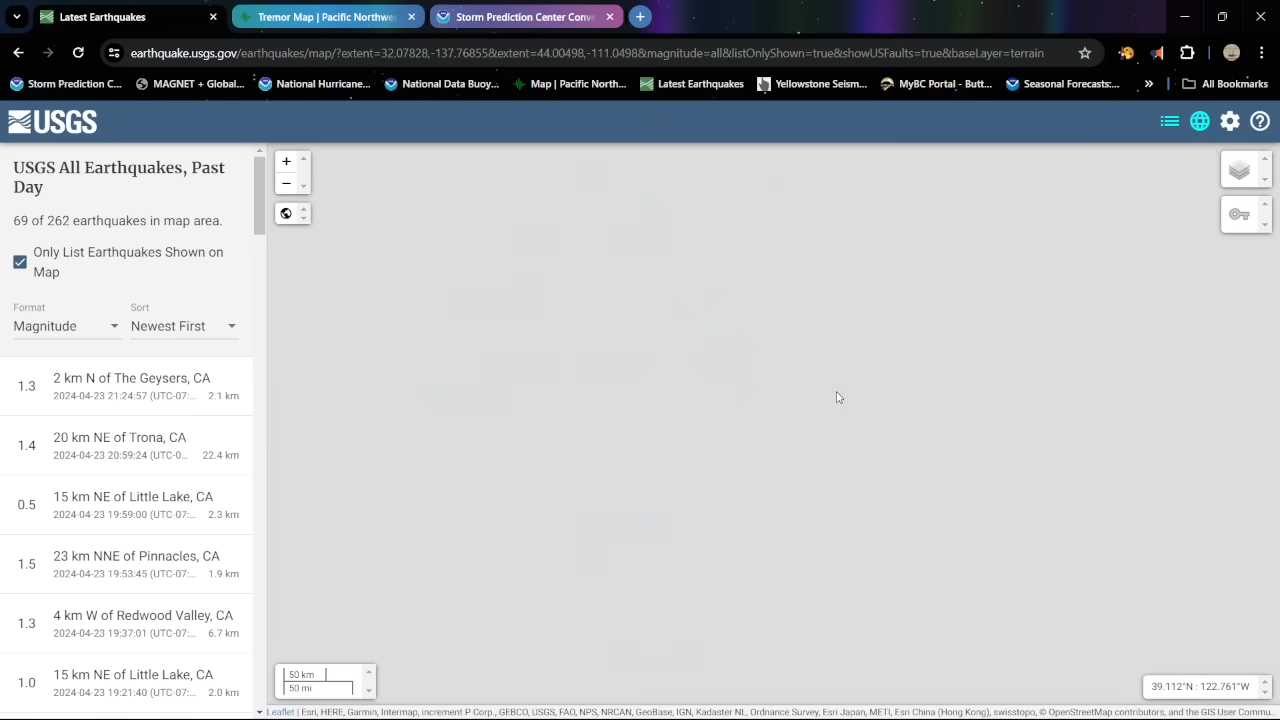 Latest Earthquakes
Tremor Map | Pacific Northwe
Storm Prediction Center Conv
earthquake.usgs.gov/earthquakes/map/?extent=32.07828,-137.76855&extent=44.00498,-111.0498&magnitude=all&listOnlyShown=true&showUSFaults=true&baseLayer=terrain
Storm Prediction C...
MAGNET + Global...
National Hurricane...
National Data Buoy...
Map | Pacific North...
Latest Earthquakes
Yellowstone Seism...
MyBC Portal - Butt...
Seasonal Forecasts:...
»
All Bookmarks
USGS
USGS All Earthquakes, Past
Day
69 of 262 earthquakes in map area.
Only List Earthquakes Shown on
Map
Format
Sort
Magnitude
Newest First
1.3
2 km N of The Geysers, CA
2024-04-23 21:24:57 (UTC-07:...
2.1 km
1.4
20 km NE of Trona, CA
2024-04-23 20:59:24 (UTC-0...
22.4 km
0.5
15 km NE of Little Lake, CA
2024-04-23 19:59:00 (UTC-07:...
2.3 km
1.5
23 km NNE of Pinnacles, CA
2024-04-23 19:53:45 (UTC-07:...
1.9 km
1.3
4 km W of Redwood Valley, CA
2024-04-23 19:37:01 (UTC-07:...
6.7 km
1.0
15 km NE of Little Lake, CA
2024-04-23 19:21:40 (UTC-07:...
2.0 km
+
−
50 km
50 mi
39.112°N : 122.761°W
Leaflet | Esri, HERE, Garmin, Intermap, increment P Corp., GEBCO, USGS, FAO, NPS, NRCAN, GeoBase, IGN, Kadaster NL, Ordnance Survey, Esri Japan, METI, Esri China (Hong Kong), swisstopo, © OpenStreetMap contributors, and the GIS User Commu...